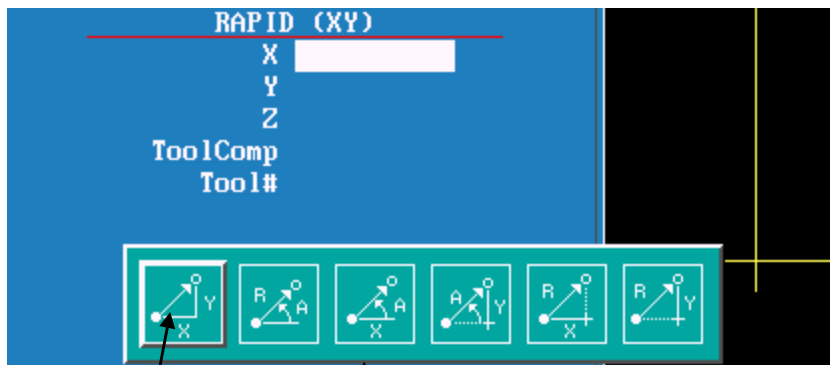 RAPID (XY)
X
Y
Z
ToolComp
Tool#
Y X
R A
A X
A Y
R X
R Y